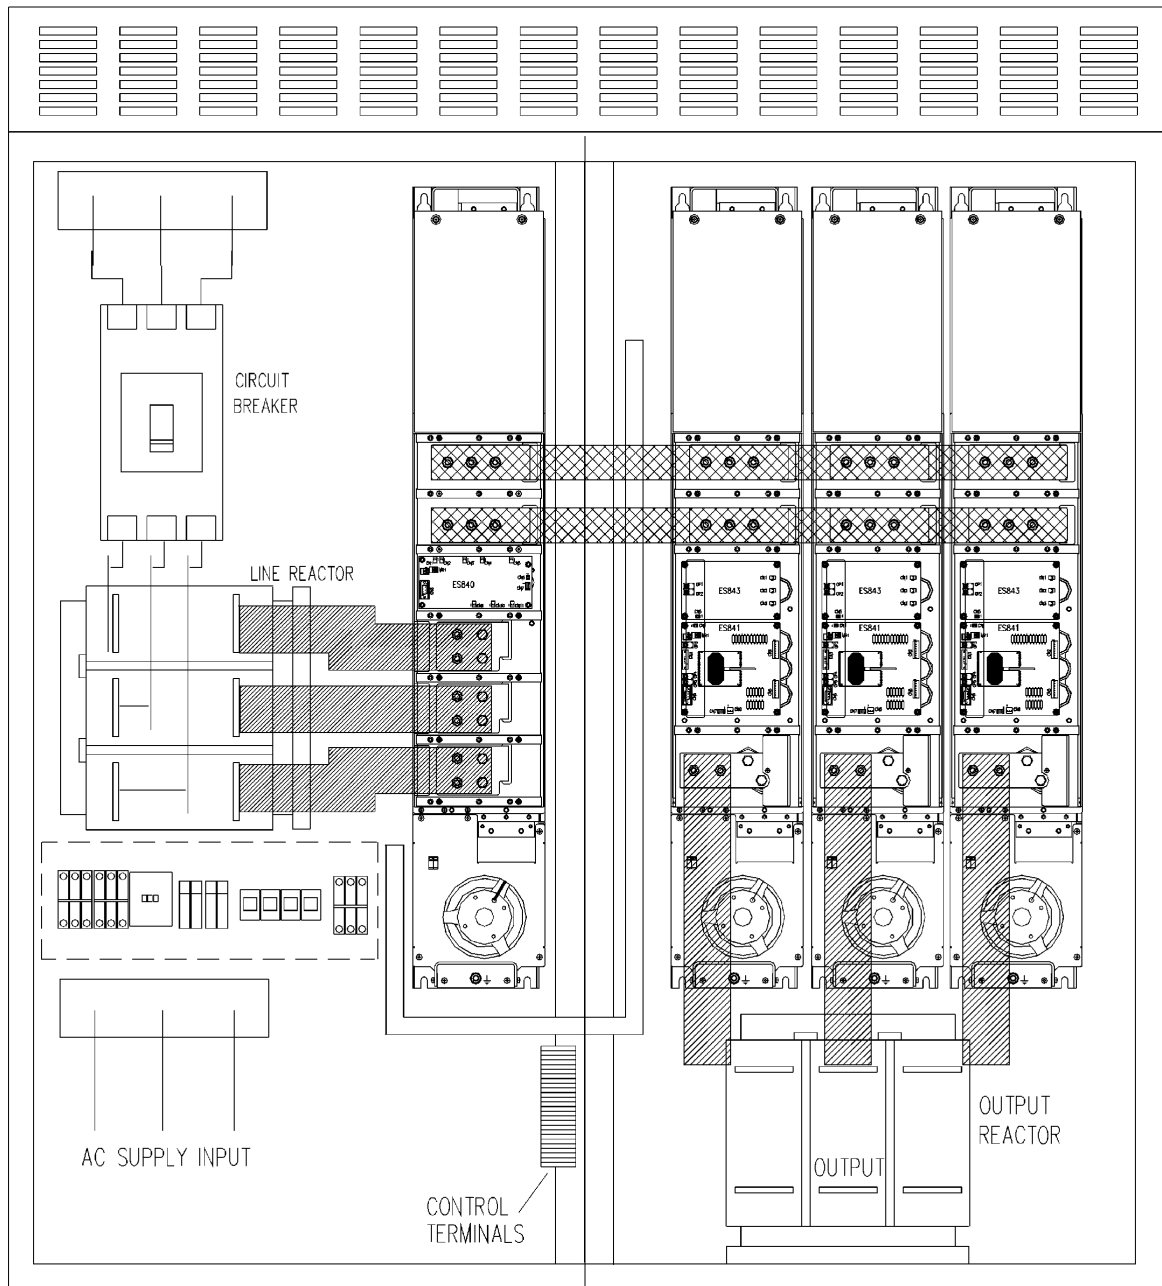 CIRCUIT
BREAKER
LINE REACTOR
ES840
ES843
ES843
ES843
ES841
ES841
ES841
AC SUPPLY INPUT
CONTROL
TERMINALS
OUTPUT
OUTPUT
REACTOR